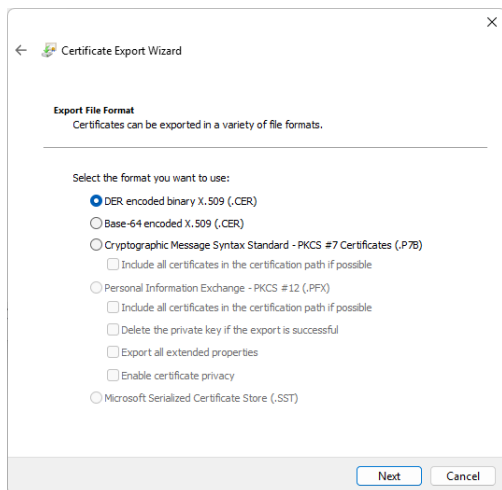 Certificate Export Wizard
Export File Format
Certificates can be exported in a variety of file formats.
Select the format you want to use:
DER encoded binary X.509 (.CER)
Base-64 encoded X.509 (.CER)
Cryptographic Message Syntax Standard - PKCS #7 Certificates (.P7B)
Include all certificates in the certification path if possible
Personal Information Exchange - PKCS #12 (.PFX)
Include all certificates in the certification path if possible
Delete the private key if the export is successful
Export all extended properties
Enable certificate privacy
Microsoft Serialized Certificate Store (.SST)
Next Cancel